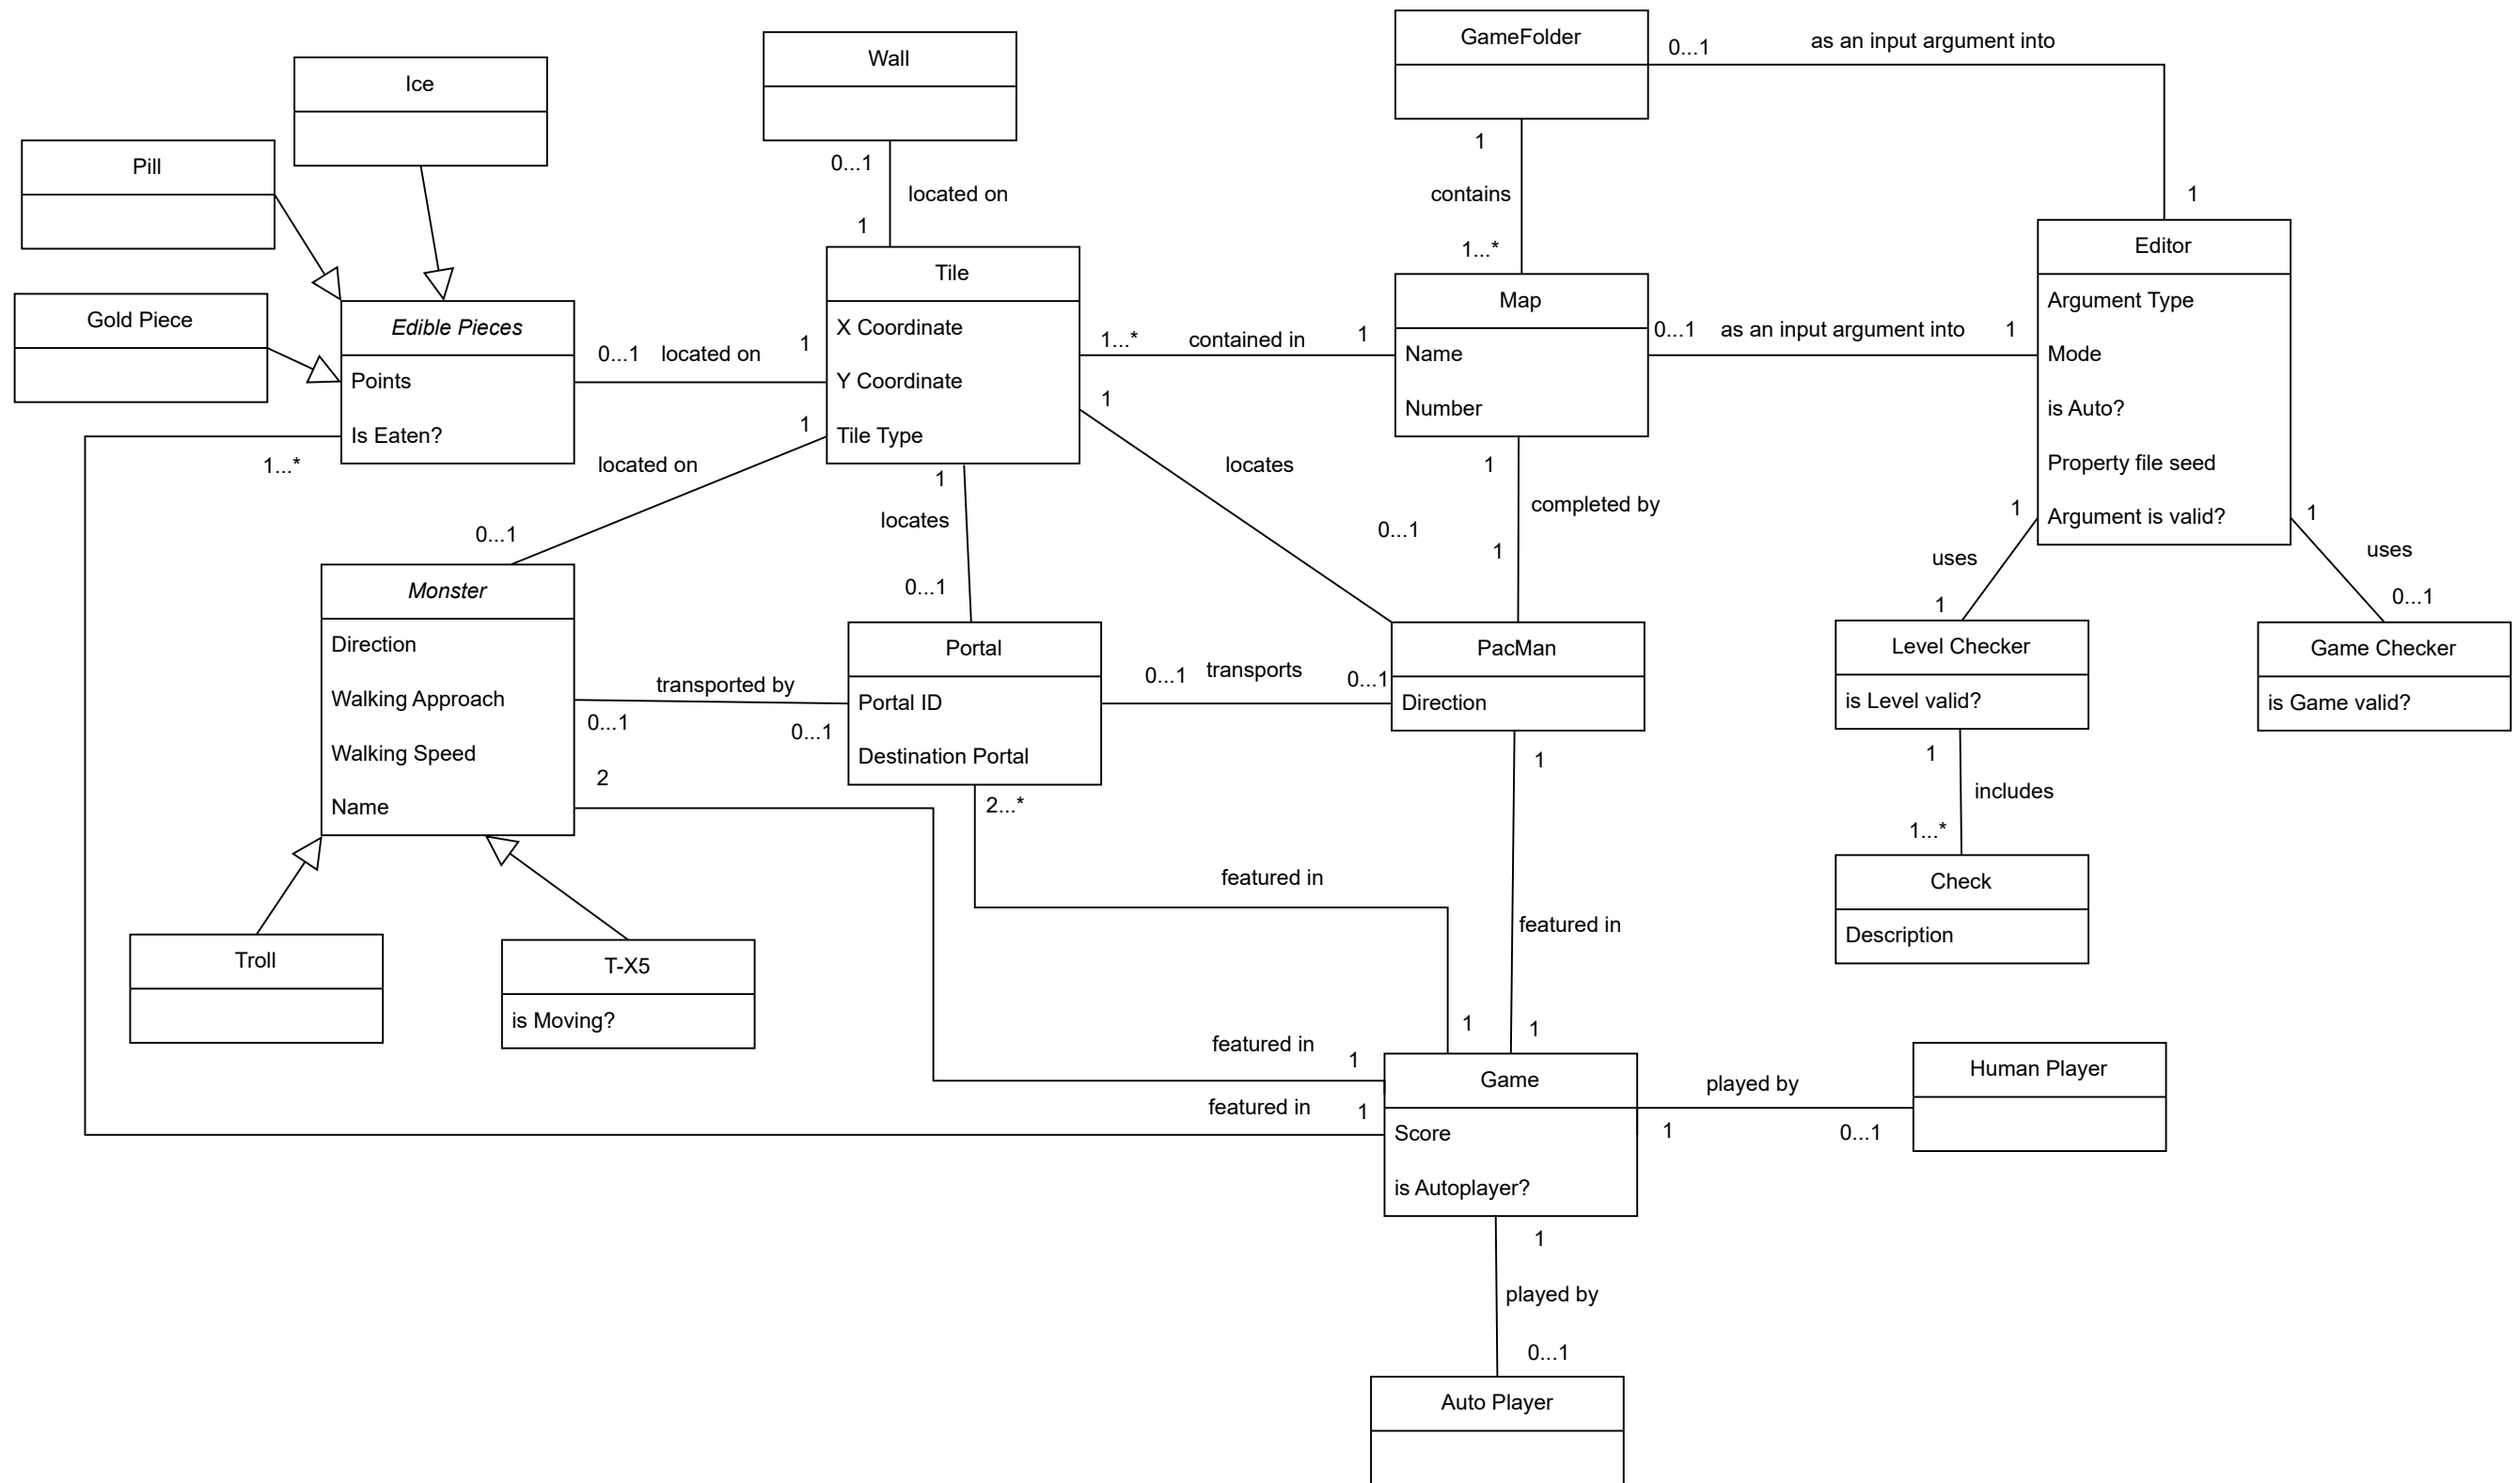 GameFolder
0...1
as an input argument into
Wall
Ice
Pill
1
contains
1...*
0...1
located on
1
1
Editor
Argument Type
Mode
is Auto?
Property file seed
Argument is valid?
Tile
X Coordinate
Y Coordinate
Tile Type
Map
Name
Number
Gold Piece
Edible Pieces
Points
Is Eaten?
0...1
located on
1
1...*
contained in
1
0...1
as an input argument into
1
1
1
1...*
located on
0...1
1
locates
0...1
locates
0...1
1
completed by
1
1
uses
1
1
uses
0...1
Monster
Direction
Walking Approach
Walking Speed
Name
Portal
Portal ID
Destination Portal
PacMan
Direction
Level Checker
is Level valid?
Game Checker
is Game valid?
transported by
0...1
0...1
0...1
transports
0...1
2
2...*
1
1
includes
1...*
featured in
featured in
Check
Description
Troll
T-X5
is Moving?
1
1
featured in
1
featured in
1
Game
Score
is Autoplayer?
played by
1
0...1
Human Player
1
played by
0...1
Auto Player